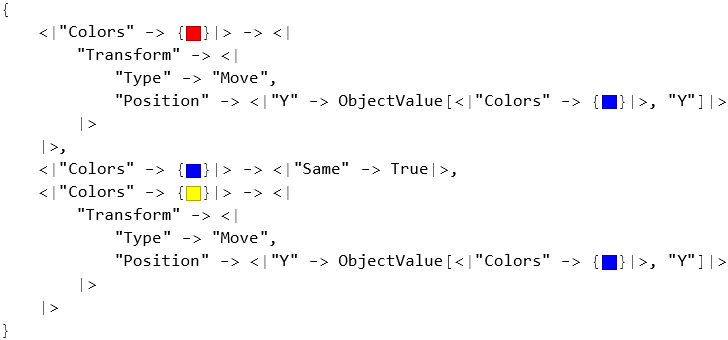 {
    <|"Colors" -> {🟥}|> -> <|
        "Transform" -> <|
            "Type" -> "Move",
            "Position" -> <|"Y" -> ObjectValue[<|"Colors" -> {🟦}|>, "Y"]|>
        |>
    |>,
    <|"Colors" -> {🟦}|> -> <|"Same" -> True|>,
    <|"Colors" -> {🟨}|> -> <|
        "Transform" -> <|
            "Type" -> "Move",
            "Position" -> <|"Y" -> ObjectValue[<|"Colors" -> {🟦}|>, "Y"]|>
        |>
    |>
}